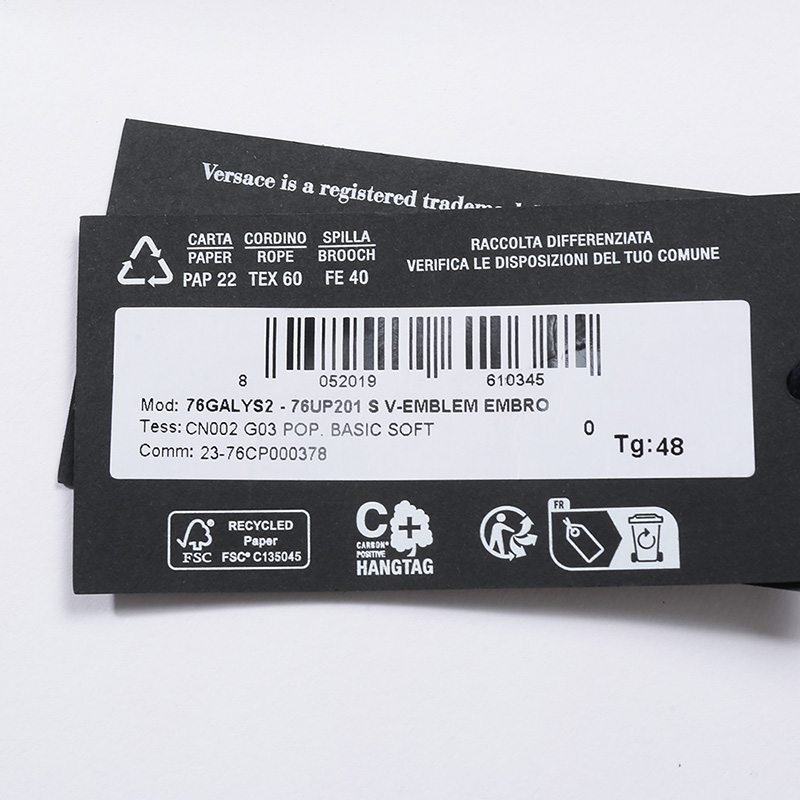 Versace is a registered
CARTA CORDINO SPILLA
PAPER ROPE BROOCH
PAP 22 TEX 60 FE 40
RACCOLTA DIFFERENZIATA
VERIFICA LE DISPOSIZIONI DEL TUO COMUNE
8 052019 610345
Mod: 76GALYS2 - 76UP201 S V-EMBLEM EMBRO
Tess: CN002 G03 POP. BASIC SOFT 0
Tg:48
Comm: 23-76CP000378
FSC
RECYCLED
Paper
FSC® C135045
C+
CARBON®
POSITIVE
HANGTAG
FR